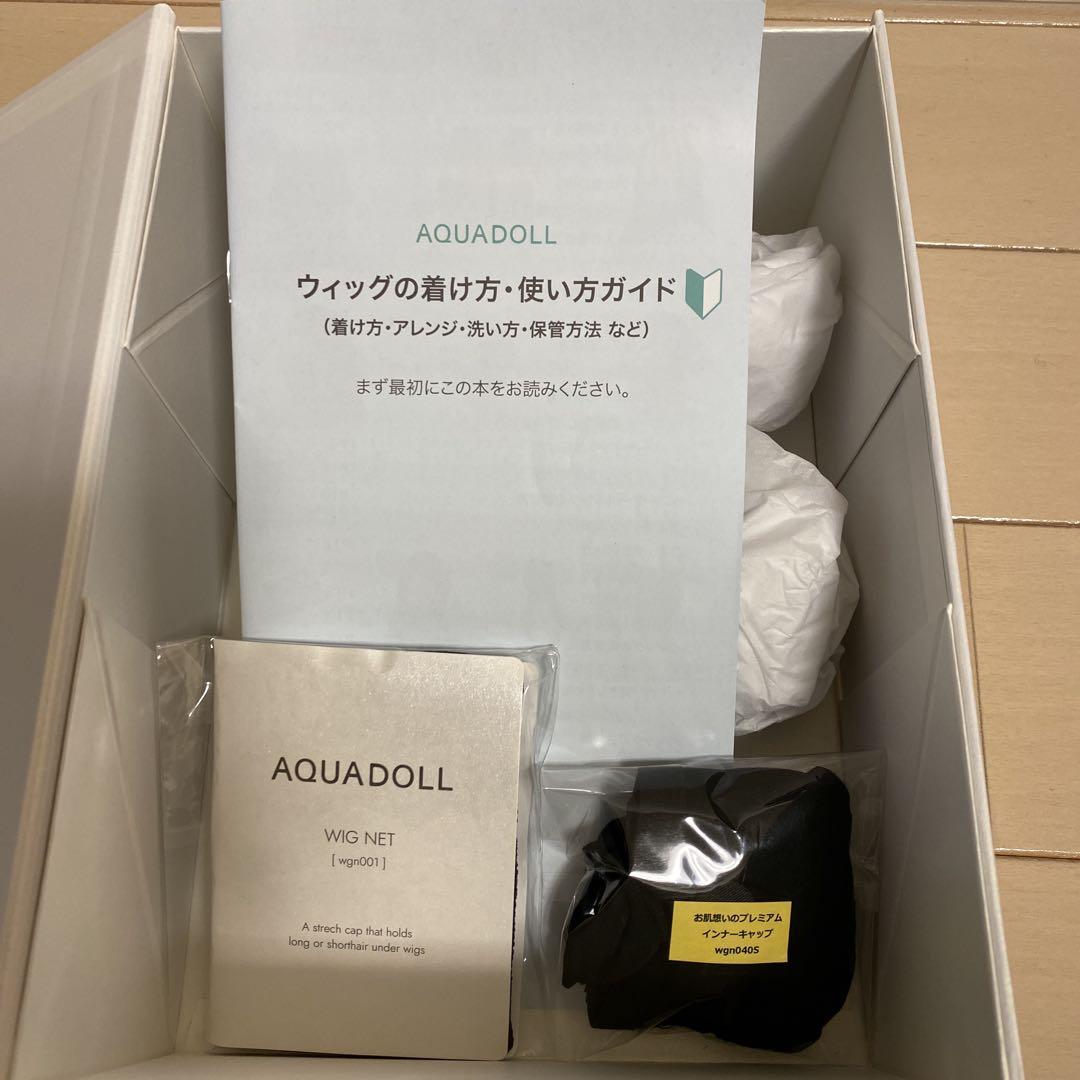 AQUADOLL
ウィッグの着け方・使い方ガイド
（着け方・アレンジ・洗い方・保管方法 など）
まず最初にこの本をお読みください。
AQUADOLL
WIG NET
[ wgn001 ]
A strech cap that holds
long or shorthair under wigs
お肌想いのプレミアム
インナーキャップ
wgn040S